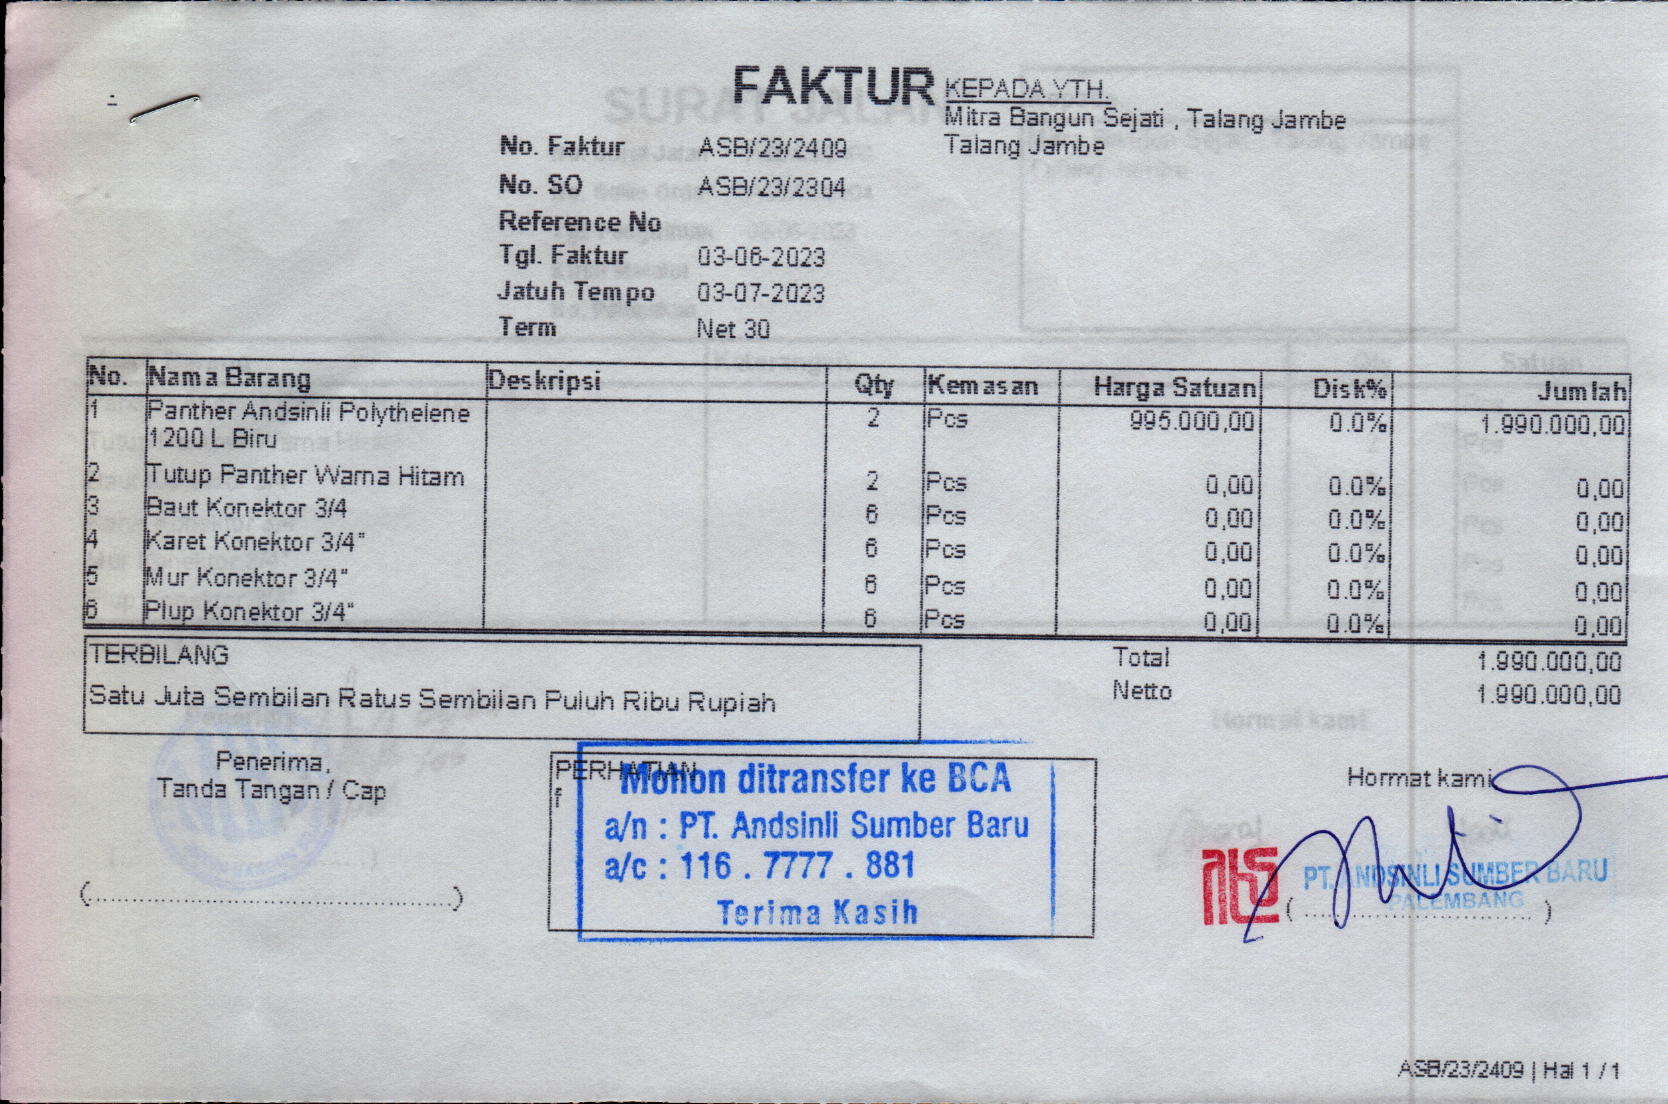 FAKTUR
KEPADA YTH.
Mitra Bangun Sejati , Talang Jambe
Talang Jambe
No. Faktur ASB/23/2409
No. SO ASB/23/2304
Reference No
Tgl. Faktur 03-06-2023
Jatuh Tempo 03-07-2023
Term Net 30
No. Nama Barang Deskripsi Qty Kemasan Harga Satuan Disk% Jumlah
1 Panther Andsinli Polythelene 2 Pcs 995.000,00 0.0% 1.990.000,00
1200 L Biru
2 Tutup Panther Warna Hitam 2 Pcs 0,00 0.0% 0,00
3 Baut Konektor 3/4 6 Pcs 0,00 0.0% 0,00
4 Karet Konektor 3/4" 6 Pcs 0,00 0.0% 0,00
5 Mur Konektor 3/4" 6 Pcs 0,00 0.0% 0,00
6 Plup Konektor 3/4" 6 Pcs 0,00 0.0% 0,00
TERBILANG
Satu Juta Sembilan Ratus Sembilan Puluh Ribu Rupiah
Total 1.990.000,00
Netto 1.990.000,00
Penerima,
Tanda Tangan / Cap
(..................................................)
PERHATIAN
f
Mohon ditransfer ke BCA
a/n : PT. Andsinli Sumber Baru
a/c : 116 . 7777 . 881
Terima Kasih
Hormat kami
PT. ANDSINLI SUMBER BARU
PALEMBANG
( ................................ )
ASB/23/2409 | Hal 1 / 1